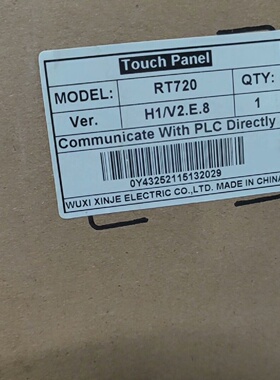 Touch Panel
MODEL: RT720 QTY:
Ver. H1/V2.E.8 1
Communicate With PLC Directly
0Y43252115132029
WUXI XINJE ELECTRIC CO.,LTD. MADE IN CHINA